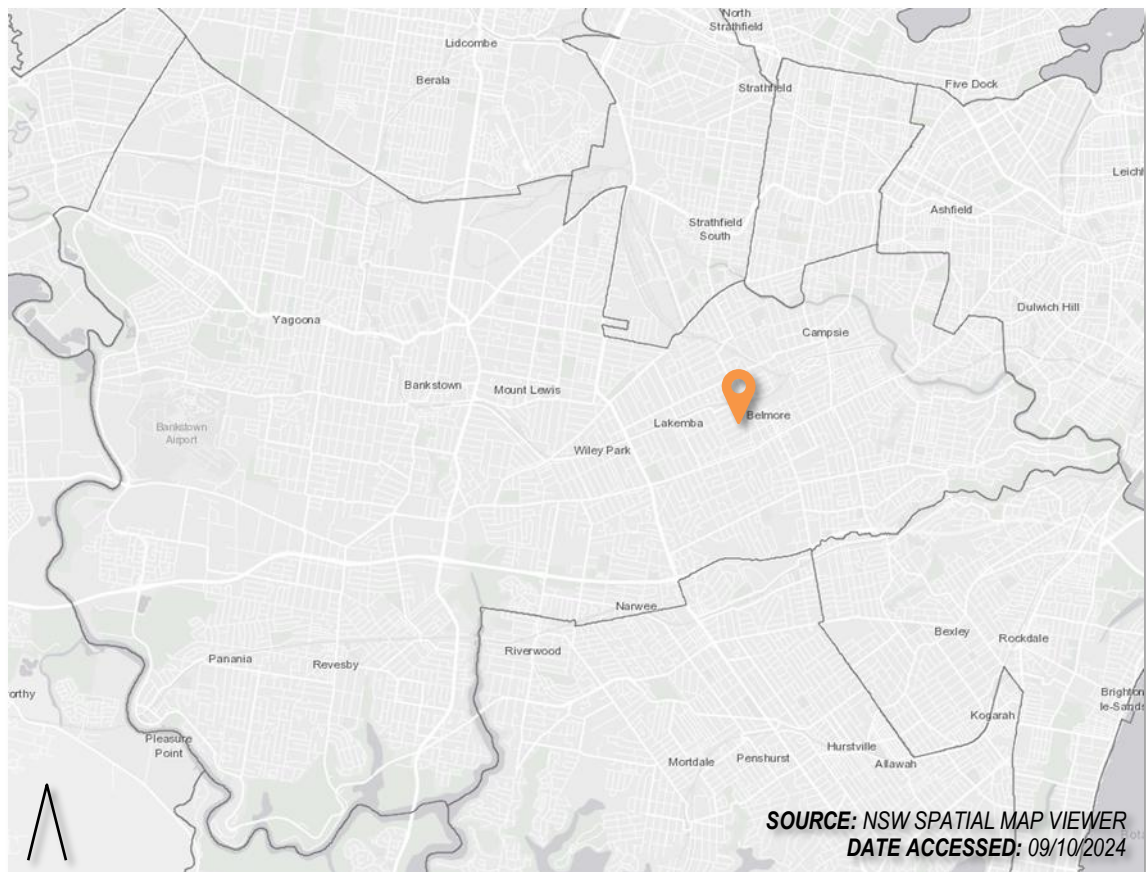 North
Strathfield
Lidcombe
Berala
Strathfield
Five Dock
Leich
Ashfield
Strathfield
South
Dulwich Hill
Yagoona
Campsie
Bankstown
Mount Lewis
Belmore
Lakemba
Bankstown
Airport
Wiley Park
Narwee
Bexley
Rockdale
Riverwood
Panania
Revesby
orthy
Brighton
le-Sands
Kogarah
Pleasure
Point
Hurstville
Mortdale
Penshurst
Allawah
SOURCE: NSW SPATIAL MAP VIEWER
DATE ACCESSED: 09/10/2024